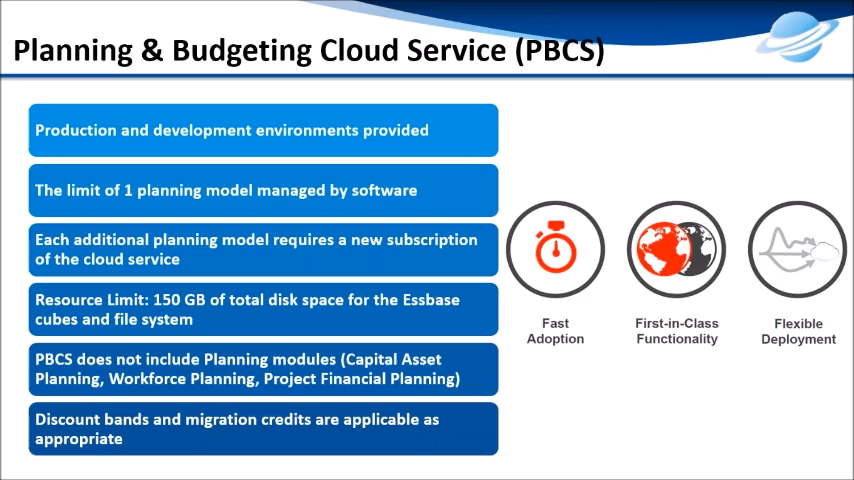 Planning & Budgeting Cloud Service (PBCS)
Production and development environments provided
The limit of 1 planning model managed by software
Each additional planning model requires a new subscription
of the cloud service
Resource Limit: 150 GB of total disk space for the Essbase
cubes and file system
PBCS does not include Planning modules (Capital Asset
Planning, Workforce Planning, Project Financial Planning)
Discount bands and migration credits are applicable as
appropriate
Fast
Adoption
First-in-Class
Functionality
Flexible
Deployment